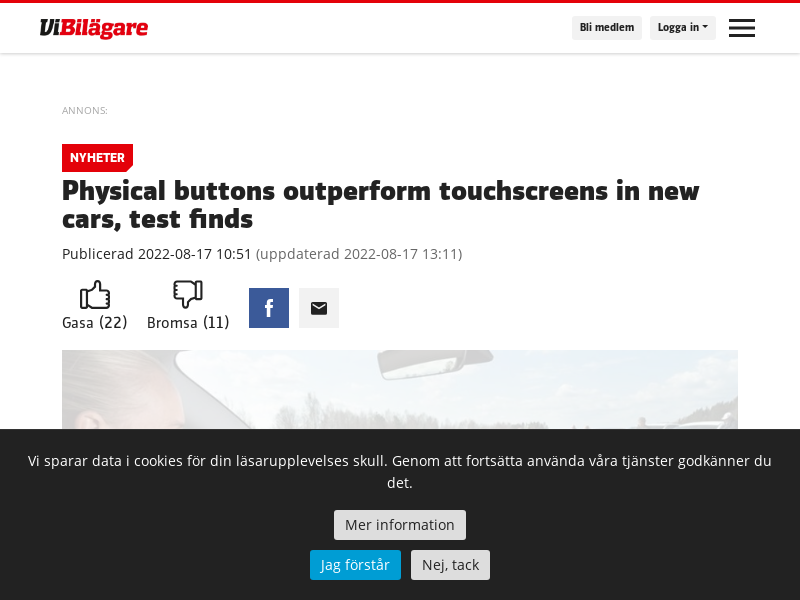 ViBilägare
Bli medlem
Logga in
ANNONS:
NYHETER
Physical buttons outperform touchscreens in new
cars, test finds
Publicerad 2022-08-17 10:51 (uppdaterad 2022-08-17 13:11)
Gasa (22)
Bromsa (11)
Vi sparar data i cookies för din läsarupplevelses skull. Genom att fortsätta använda våra tjänster godkänner du
det.
Mer information
Jag förstår
Nej, tack